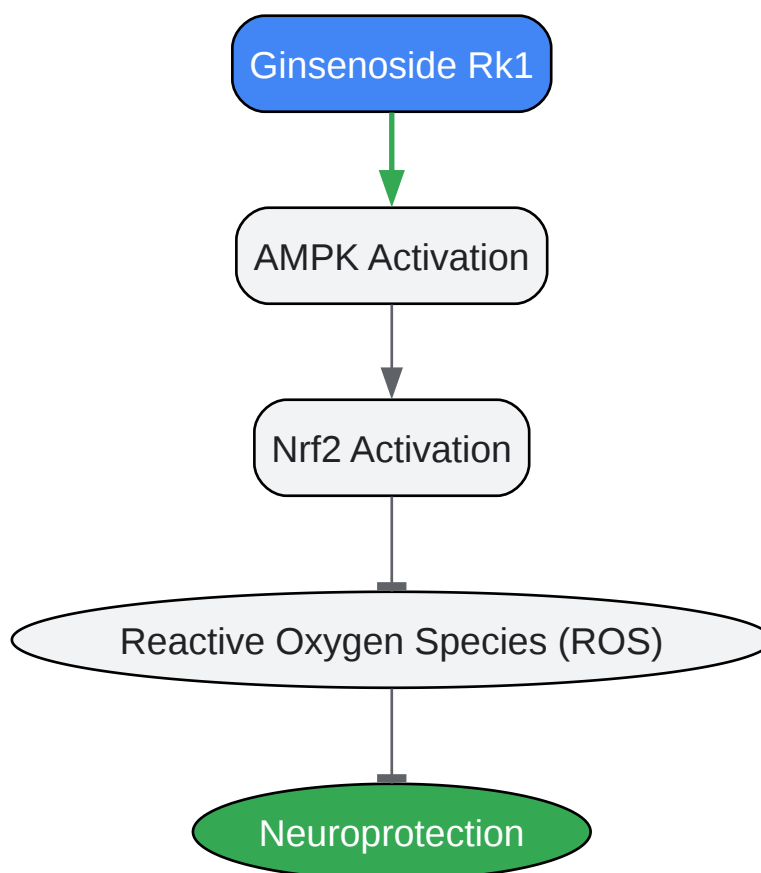 Ginsenoside Rk1
AMPK Activation
Nrf2 Activation
Reactive Oxygen Species (ROS)
Neuroprotection